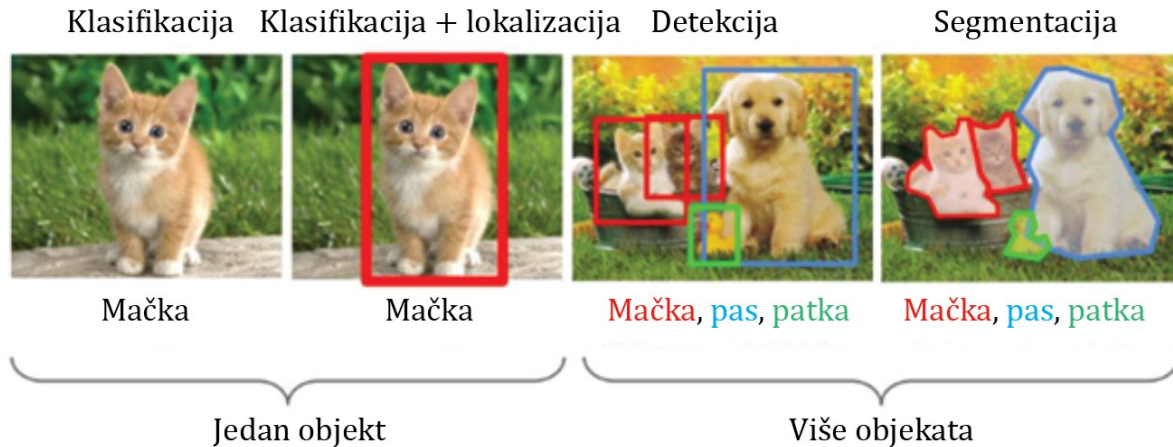 Klasifikacija
Klasifikacija + lokalizacija
Detekcija
Segmentacija
Mačka
Mačka
Mačka, pas, patka
Mačka, pas, patka
Jedan objekt
Više objekata